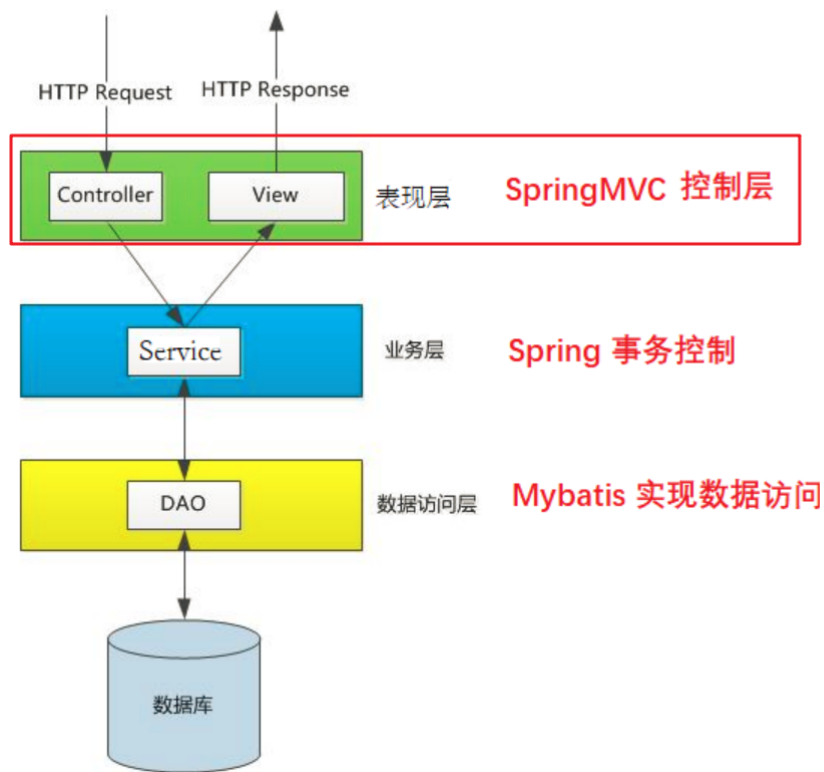 HTTP Request
HTTP Response
Controller
View
表现层
SpringMVC 控制层
Service
业务层
Spring 事务控制
DAO
数据访问层
Mybatis 实现数据访问
数据库